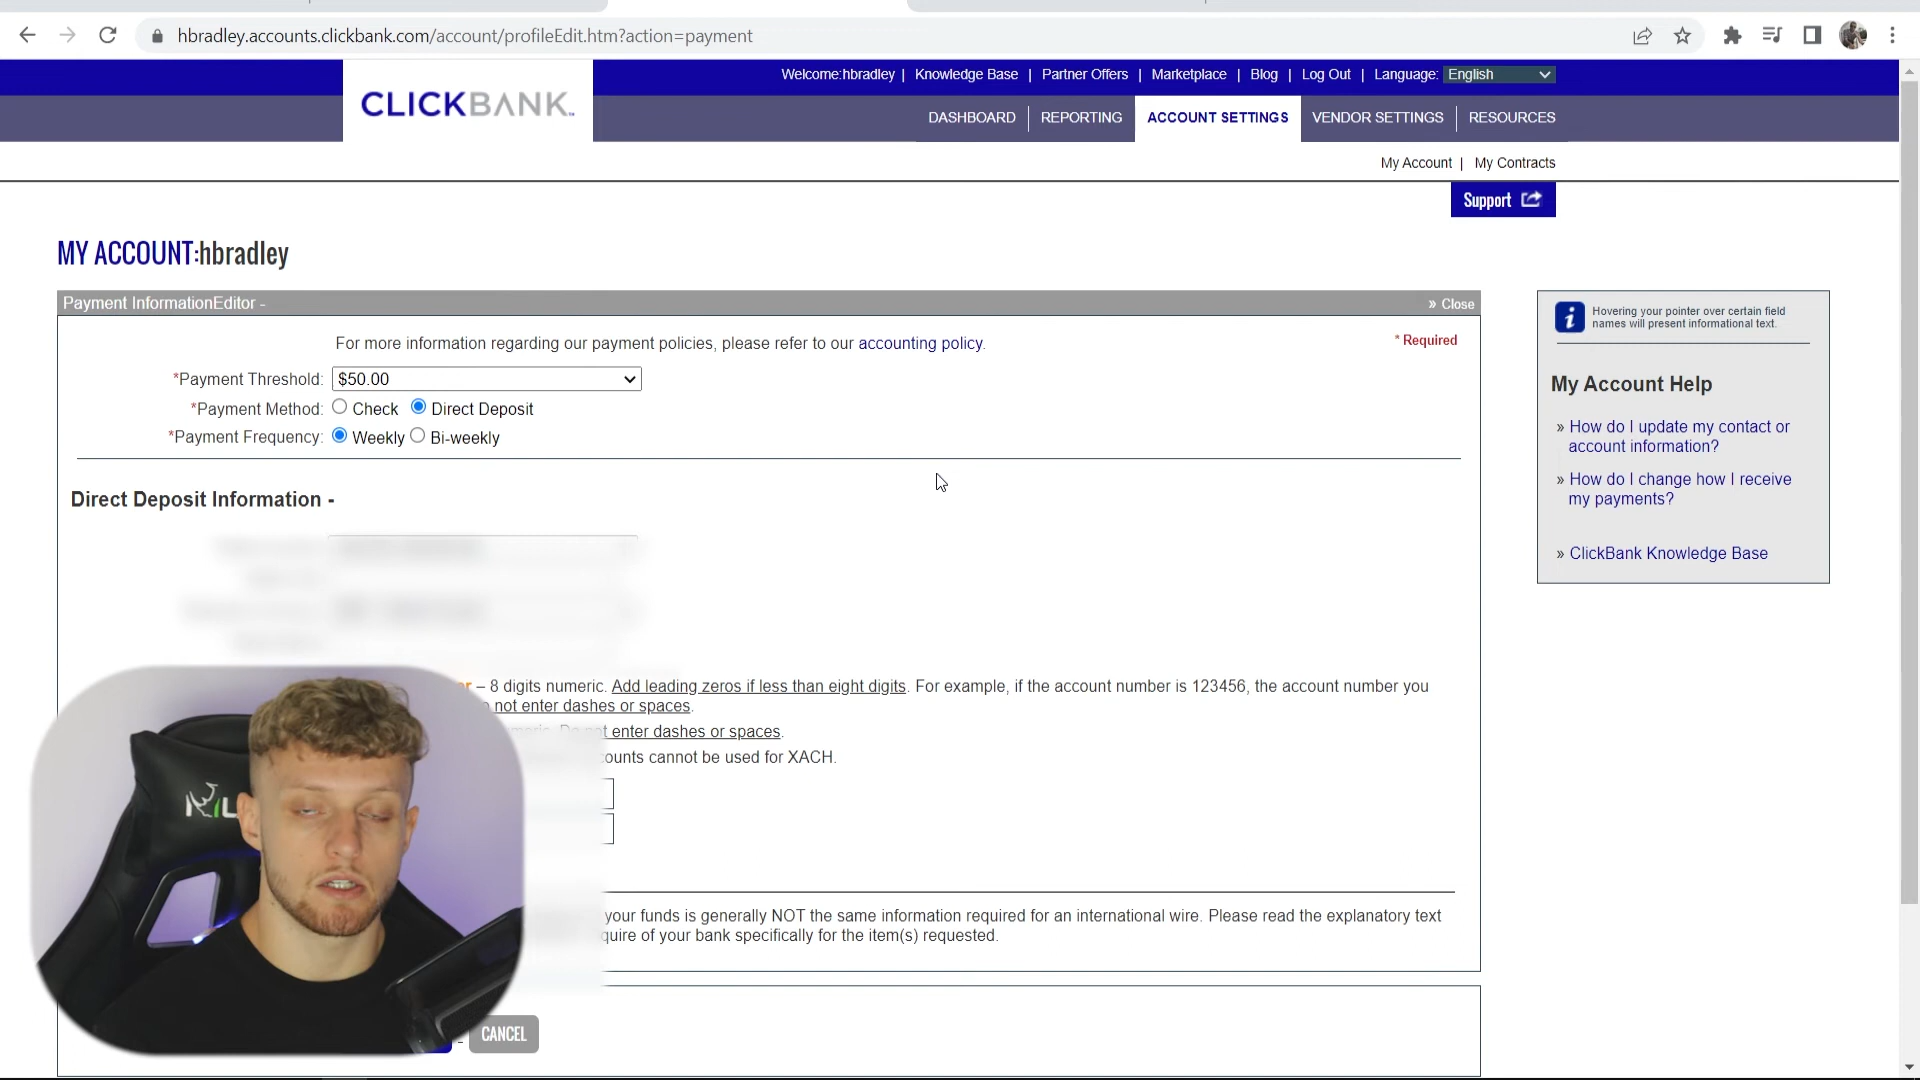 hbradley.accounts.clickbank.com/account/profileEdit.htm?action=payment
Welcome:hbradley | Knowledge Base | Partner Offers | Marketplace | Blog | Log Out | Language: English
CLICKBANK
DASHBOARD | REPORTING ACCOUNT SETTINGS VENDOR SETTINGS | RESOURCES
My Account | My Contracts
Support
MY ACCOUNT:hbradley
Payment InformationEditor -
» Close
For more information regarding our payment policies, please refer to our accounting policy.
* Required
*Payment Threshold: $50.00
*Payment Method: Check Direct Deposit
*Payment Frequency: Weekly Bi-weekly
Direct Deposit Information -
– 8 digits numeric. Add leading zeros if less than eight digits. For example, if the account number is 123456, the account number you
not enter dashes or spaces.
enter dashes or spaces.
counts cannot be used for XACH.
your funds is generally NOT the same information required for an international wire. Please read the explanatory text
quire of your bank specifically for the item(s) requested.
- CANCEL
i
Hovering your pointer over certain field
names will present informational text.
My Account Help
» How do I update my contact or
account information?
» How do I change how I receive
my payments?
» ClickBank Knowledge Base